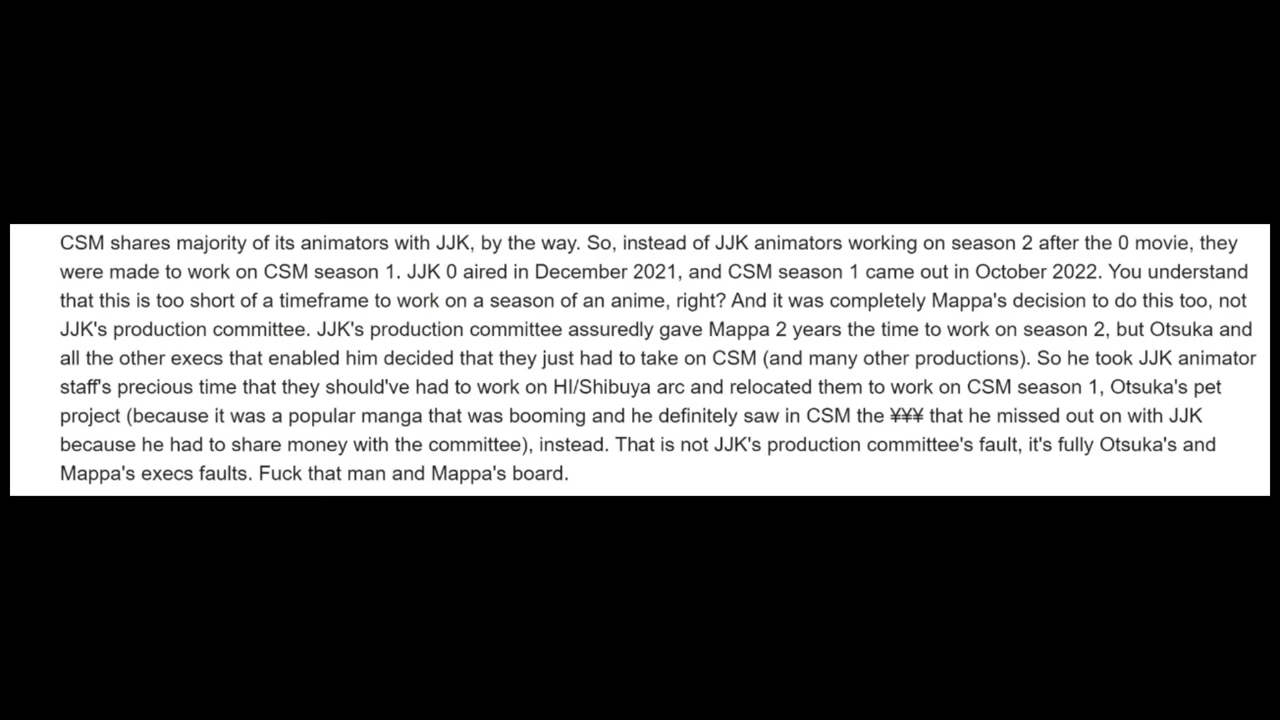 CSM shares majority of its animators with JJK, by the way. So, instead of JJK animators working on season 2 after the 0 movie, they
were made to work on CSM season 1. JJK 0 aired in December 2021, and CSM season 1 came out in October 2022. You understand
that this is too short of a timeframe to work on a season of an anime, right? And it was completely Mappa's decision to do this too, not
JJK's production committee. JJK's production committee assuredly gave Mappa 2 years the time to work on season 2, but Otsuka and
all the other execs that enabled him decided that they just had to take on CSM (and many other productions). So he took JJK animator
staff's precious time that they should've had to work on HI/Shibuya arc and relocated them to work on CSM season 1, Otsuka's pet
project (because it was a popular manga that was booming and he definitely saw in CSM the ¥¥¥ that he missed out on with JJK
because he had to share money with the committee), instead. That is not JJK's production committee's fault, it's fully Otsuka's and
Mappa's execs faults. Fuck that man and Mappa's board.